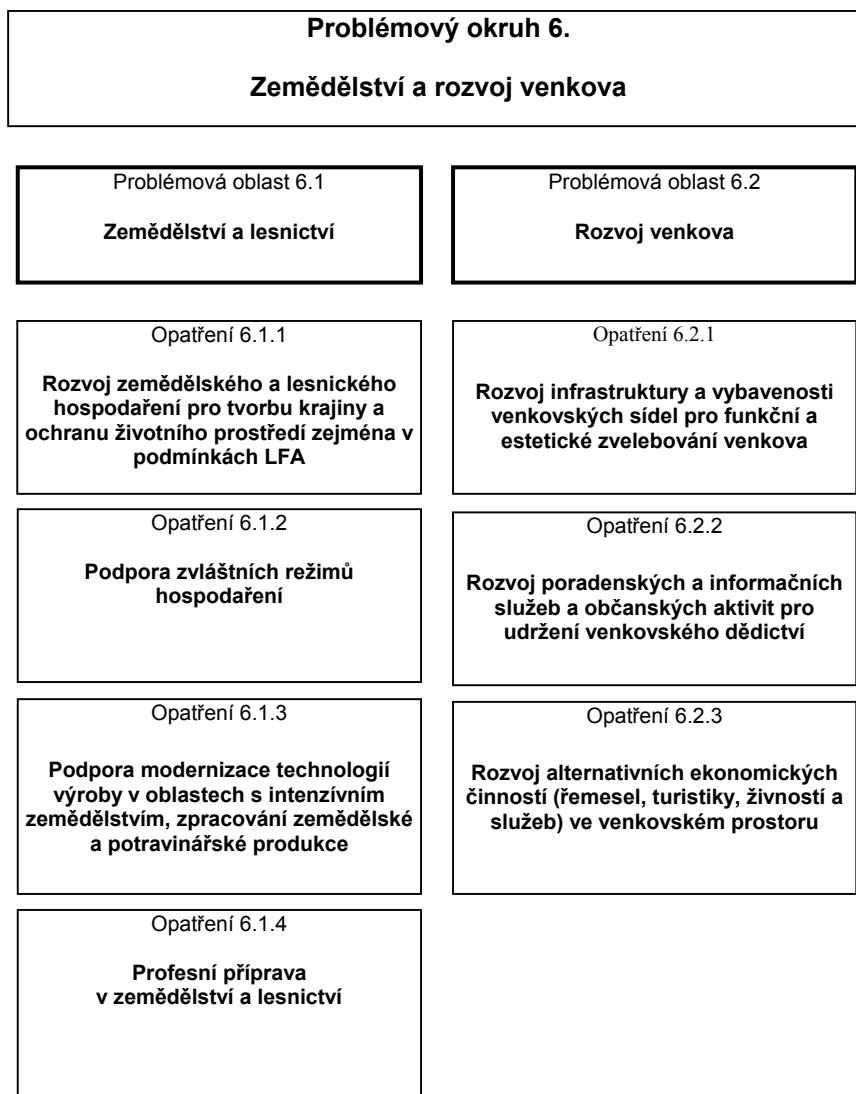 Problémový okruh 6.
Zemědělství a rozvoj venkova
Problémová oblast 6.1
Zemědělství a lesnictví
Problémová oblast 6.2
Rozvoj venkova
Opatření 6.1.1
Rozvoj zemědělského a lesnického
hospodaření pro tvorbu krajiny a
ochranu životního prostředí zejména v
podmínkách LFA
Opatření 6.2.1
Rozvoj infrastruktury a vybavenosti
venkovských sídel pro funkční a
estetické zvelebování venkova
Opatření 6.1.2
Podpora zvláštních režimů
hospodaření
Opatření 6.2.2
Rozvoj poradenských a informačních
služeb a občanských aktivit pro
udržení venkovského dědictví
Opatření 6.1.3
Podpora modernizace technologií
výroby v oblastech s intenzívním
zemědělstvím, zpracování zemědělské
a potravinářské produkce
Opatření 6.2.3
Rozvoj alternativních ekonomických
činností (řemesel, turistiky, živností a
služeb) ve venkovském prostoru
Opatření 6.1.4
Profesní příprava
v zemědělství a lesnictví